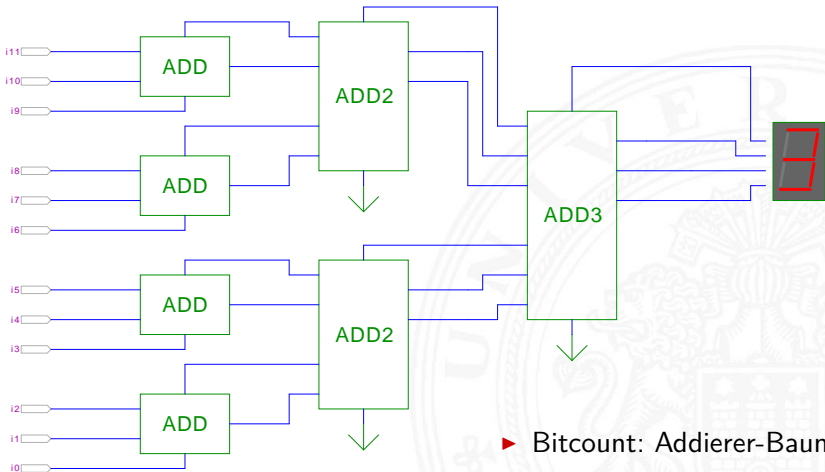 i11
i10
i9
ADD
i8
i7
i6
ADD
ADD2
i5
i4
i3
ADD
i2
i1
i0
ADD
ADD2
ADD3
3
► Bitcount: Addierer-Baum
U N I V E R